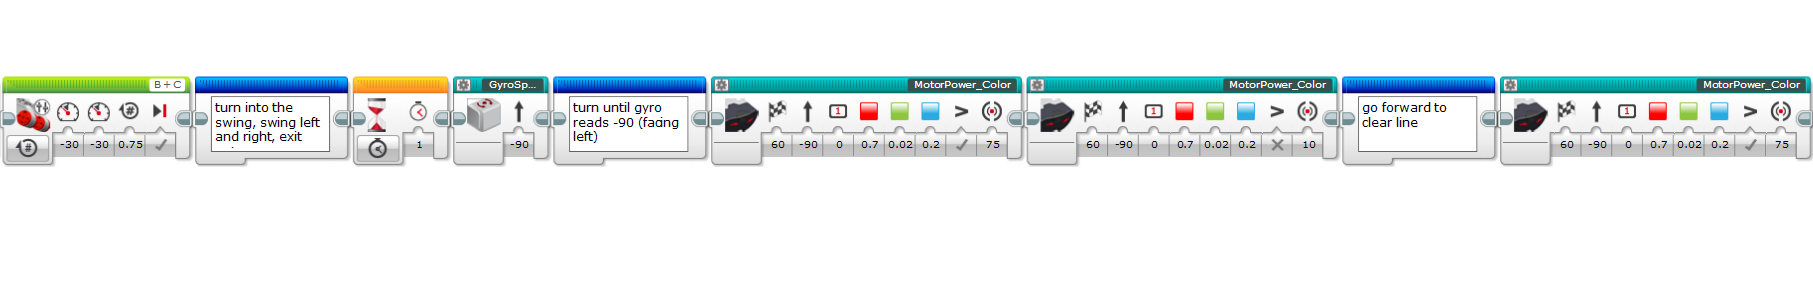 B + C
-30 -30 0.75
turn into the
swing, swing left
and right, exit
1
GyroSp...
-90
turn until gyro
reads -90 (facing
left)
MotorPower_Color
1
60 -90 0 0.7 0.02 0.2 75
MotorPower_Color
1
60 -90 0 0.7 0.02 0.2 10
go forward to
clear line
MotorPower_Color
1
60 -90 0 0.7 0.02 0.2 75